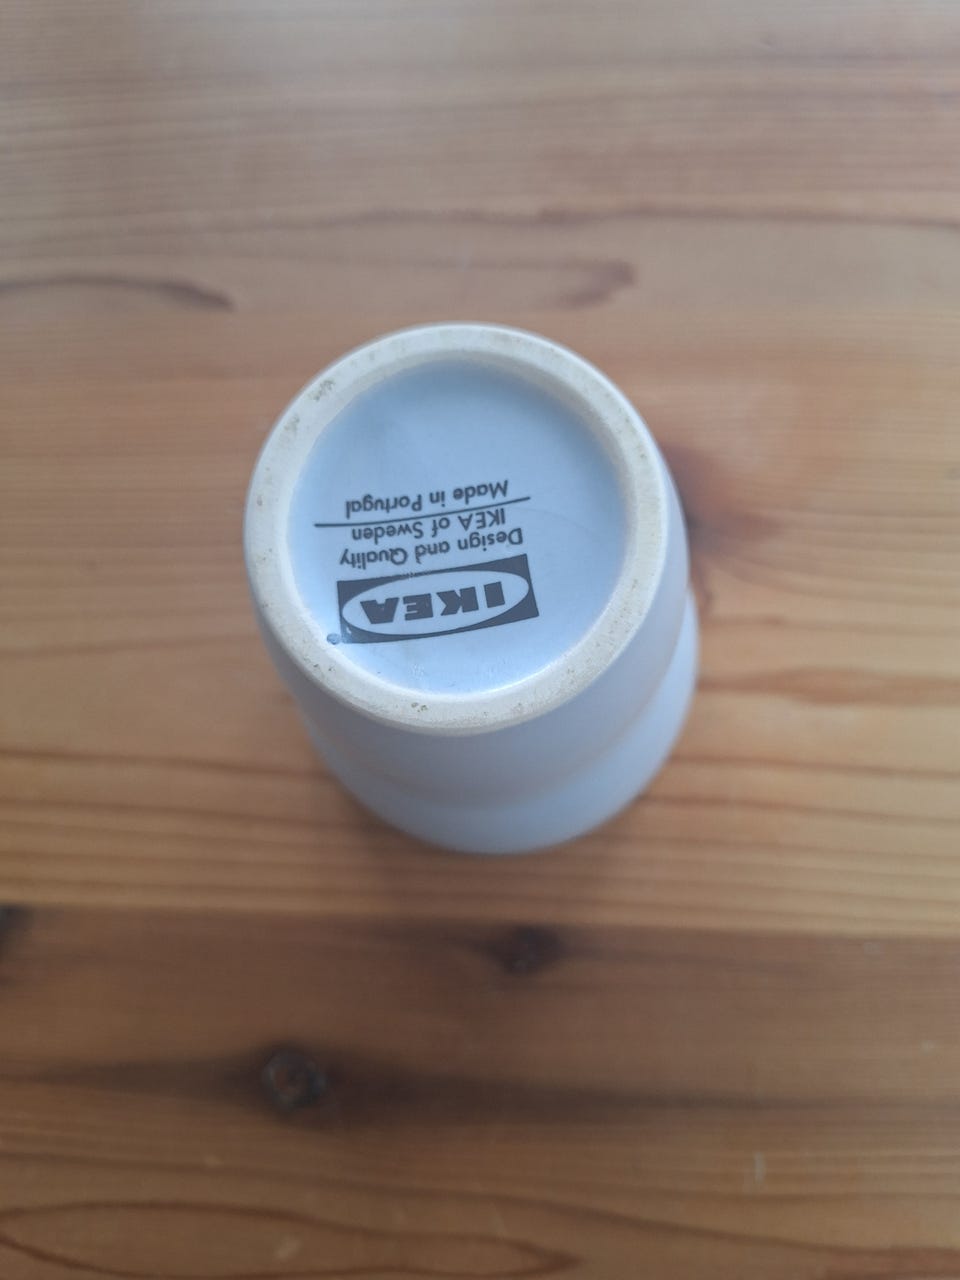 IKEA
Design and Quality
IKEA of Sweden
Made in Portugal